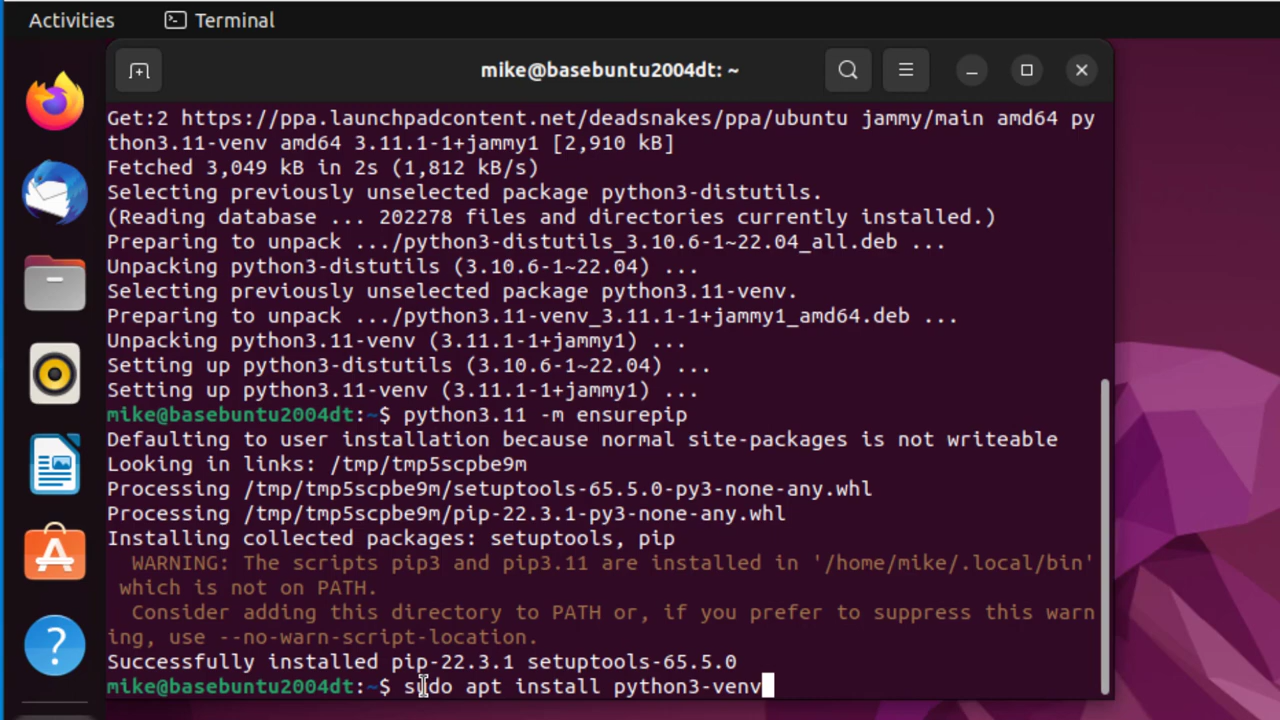 Activities
Terminal
mike@basebuntu2004dt: ~
Get:2 https://ppa.launchpadcontent.net/deadsnakes/ppa/ubuntu jammy/main amd64 py
thon3.11-venv amd64 3.11.1-1+jammy1 [2,910 kB]
Fetched 3,049 kB in 2s (1,812 kB/s)
Selecting previously unselected package python3-distutils.
(Reading database ... 202278 files and directories currently installed.)
Preparing to unpack .../python3-distutils_3.10.6-1~22.04_all.deb ...
Unpacking python3-distutils (3.10.6-1~22.04) ...
Selecting previously unselected package python3.11-venv.
Preparing to unpack .../python3.11-venv_3.11.1-1+jammy1_amd64.deb ...
Unpacking python3.11-venv (3.11.1-1+jammy1) ...
Setting up python3-distutils (3.10.6-1~22.04) ...
Setting up python3.11-venv (3.11.1-1+jammy1) ...
mike@basebuntu2004dt:~$ python3.11 -m ensurepip
Defaulting to user installation because normal site-packages is not writeable
Looking in links: /tmp/tmp5scpbe9m
Processing /tmp/tmp5scpbe9m/setuptools-65.5.0-py3-none-any.whl
Processing /tmp/tmp5scpbe9m/pip-22.3.1-py3-none-any.whl
Installing collected packages: setuptools, pip
WARNING: The scripts pip3 and pip3.11 are installed in '/home/mike/.local/bin'
which is not on PATH.
Consider adding this directory to PATH or, if you prefer to suppress this warn
ing, use --no-warn-script-location.
Successfully installed pip-22.3.1 setuptools-65.5.0
mike@basebuntu2004dt:~$ sudo apt install python3-venv